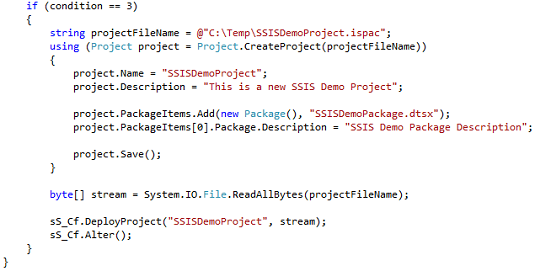 if (condition == 3)
{
string projectFileName = @"C:\Temp\SSISDemoProject.ispac";
using (Project project = Project.CreateProject(projectFileName))
{
project.Name = "SSISDemoProject";
project.Description = "This is a new SSIS Demo Project";
project.PackageItems.Add(new Package(), "SSISDemoPackage.dtsx");
project.PackageItems[0].Package.Description = "SSIS Demo Package Description";
project.Save();
}
byte[] stream = System.IO.File.ReadAllBytes(projectFileName);
sS_Cf.DeployProject("SSISDemoProject", stream);
sS_Cf.Alter();
}
}